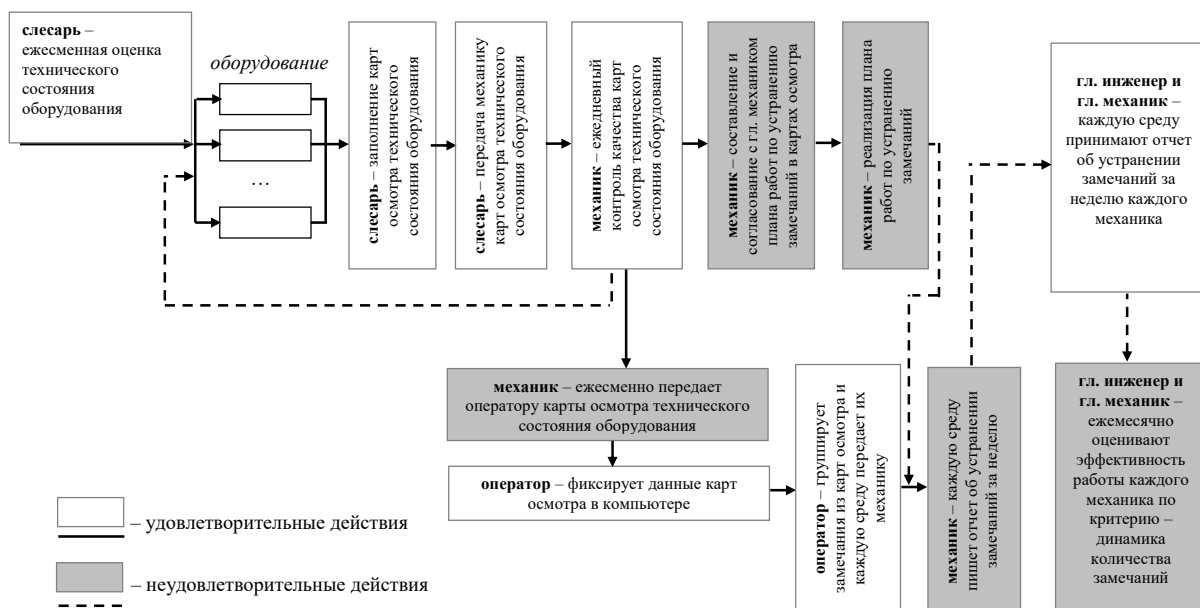 слесарь –
ежесменная оценка
технического
состояния
оборудования
оборудование
…
слесарь – заполнение карт
осмотра технического
состояния оборудования
слесарь – передача механику
карт осмотра технического
состояния оборудования
механик – ежедневный
контроль качества карт
осмотра технического
состояния оборудования
механик – составление и
согласование с гл. механиком
плана работ по устранению
замечаний в картах осмотра
механик – реализация плана
работ по устранению
замечаний
гл. инженер и
гл. механик –
каждую среду
принимают отчет
об устранении
замечаний за
неделю каждого
механика
механик – ежесменно передает
оператору карты осмотра технического
состояния оборудования
оператор – фиксирует данные карт
осмотра в компьютере
оператор – группирует
замечания из карт осмотра и
каждую среду передает их
механику
механик – каждую среду
пишет отчет об устранении
замечаний за неделю
гл. инженер и
гл. механик –
ежемесячно
оценивают
эффективность
работы каждого
механика по
критерию –
динамика
количества
замечаний
– удовлетворительные действия
– неудовлетворительные действия